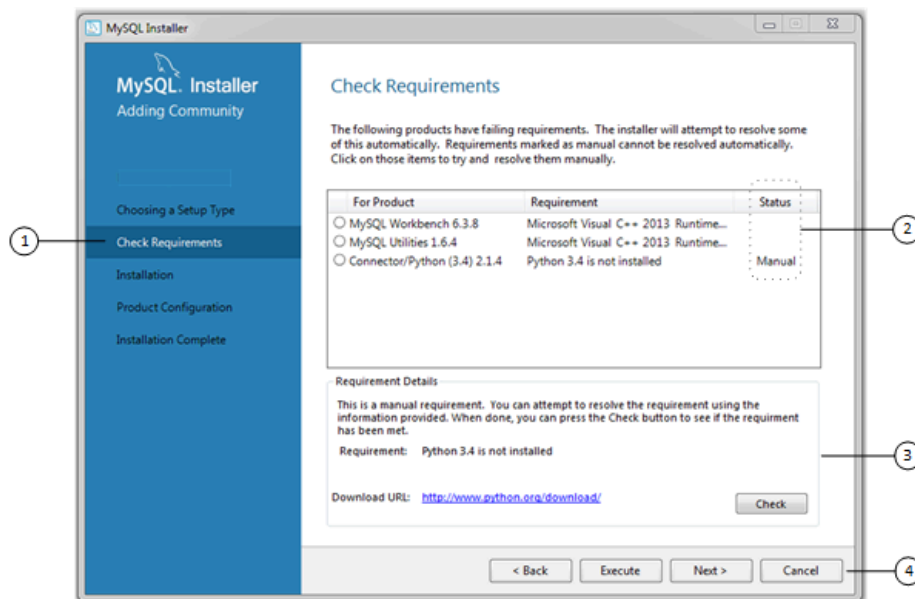 MySQL Installer
MySQL. Installer
Adding Community
Choosing a Setup Type
Check Requirements
Installation
Product Configuration
Installation Complete
Check Requirements
The following products have failing requirements. The installer will attempt to resolve some
of this automatically. Requirements marked as manual cannot be resolved automatically.
Click on those items to try and resolve them manually.
For Product Requirement Status
MySQL Workbench 6.3.8 Microsoft Visual C++ 2013 Runtime...
MySQL Utilities 1.6.4 Microsoft Visual C++ 2013 Runtime...
Connector/Python (3.4) 2.1.4 Python 3.4 is not installed Manual
Requirement Details
This is a manual requirement. You can attempt to resolve the requirement using the
information provided. When done, you can press the Check button to see if the requirment
has been met.
Requirement: Python 3.4 is not installed
Download URL: http://www.python.org/download/
Check
< Back Execute Next > Cancel
1
2
3
4